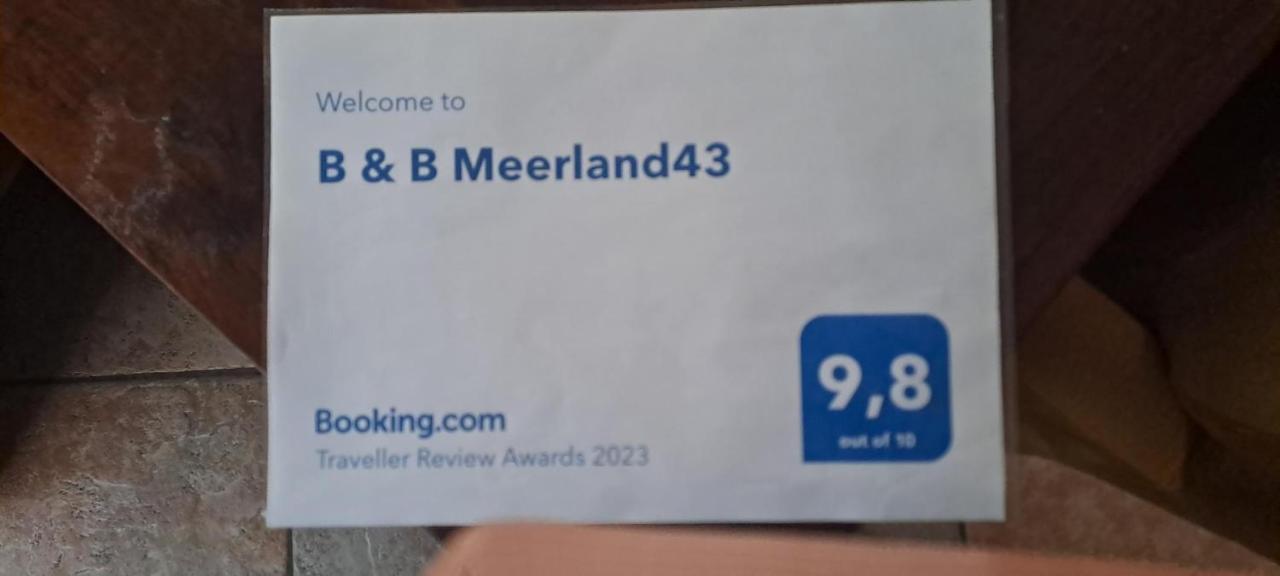 Welcome to
B & B Meerland43
9,8
out of 10
Booking.com
Traveller Review Awards 2023